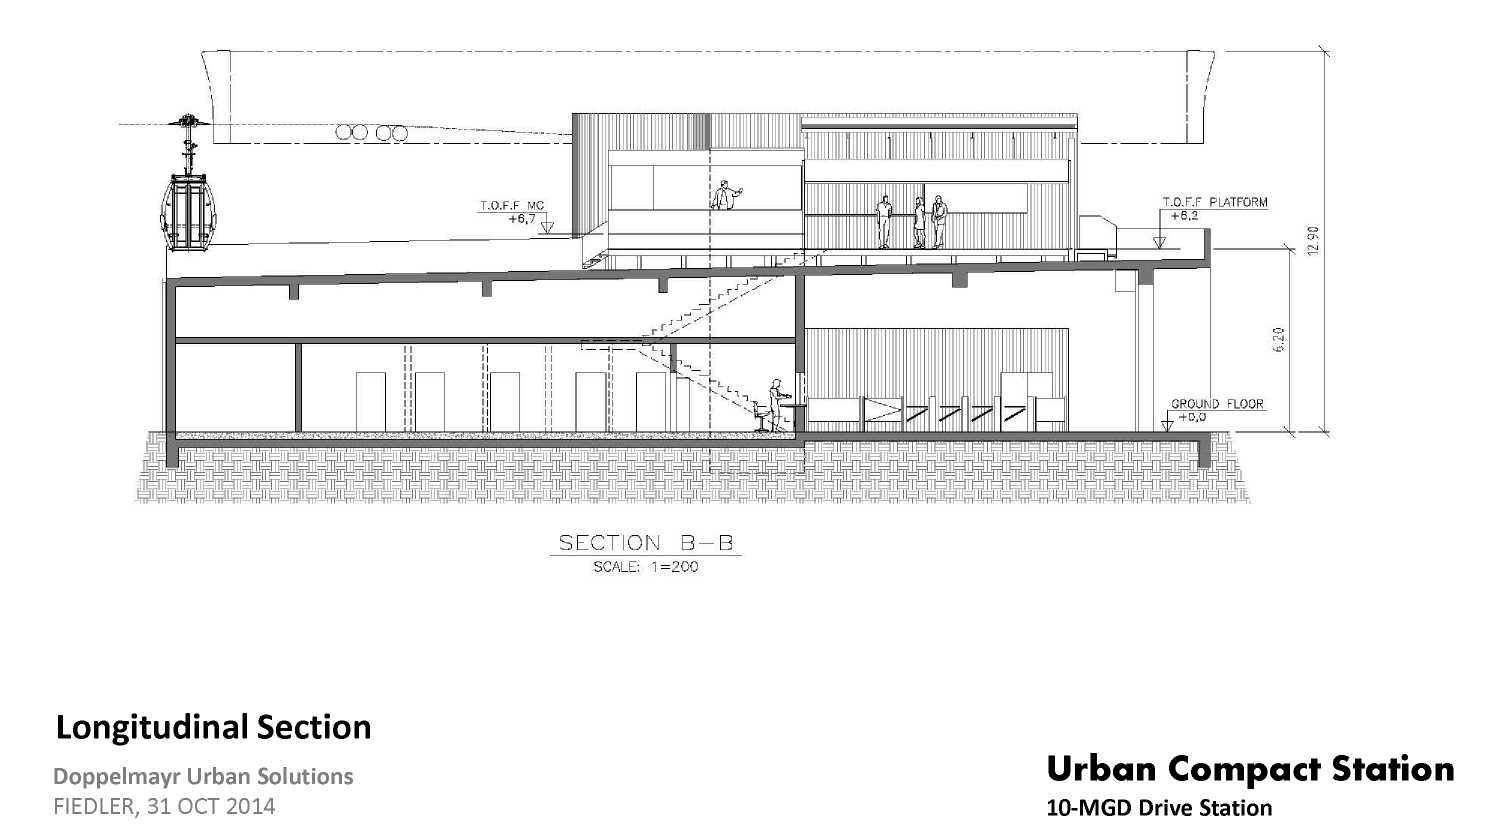 T.O.F.F MC
+6,7
T.O.F.F PLATFORM
+6,2
12.90
6.20
GROUND FLOOR
+0,0
SECTION B-B
SCALE: 1=200
Longitudinal Section
Doppelmayr Urban Solutions
FIEDLER, 31 OCT 2014
Urban Compact Station
10-MGD Drive Station